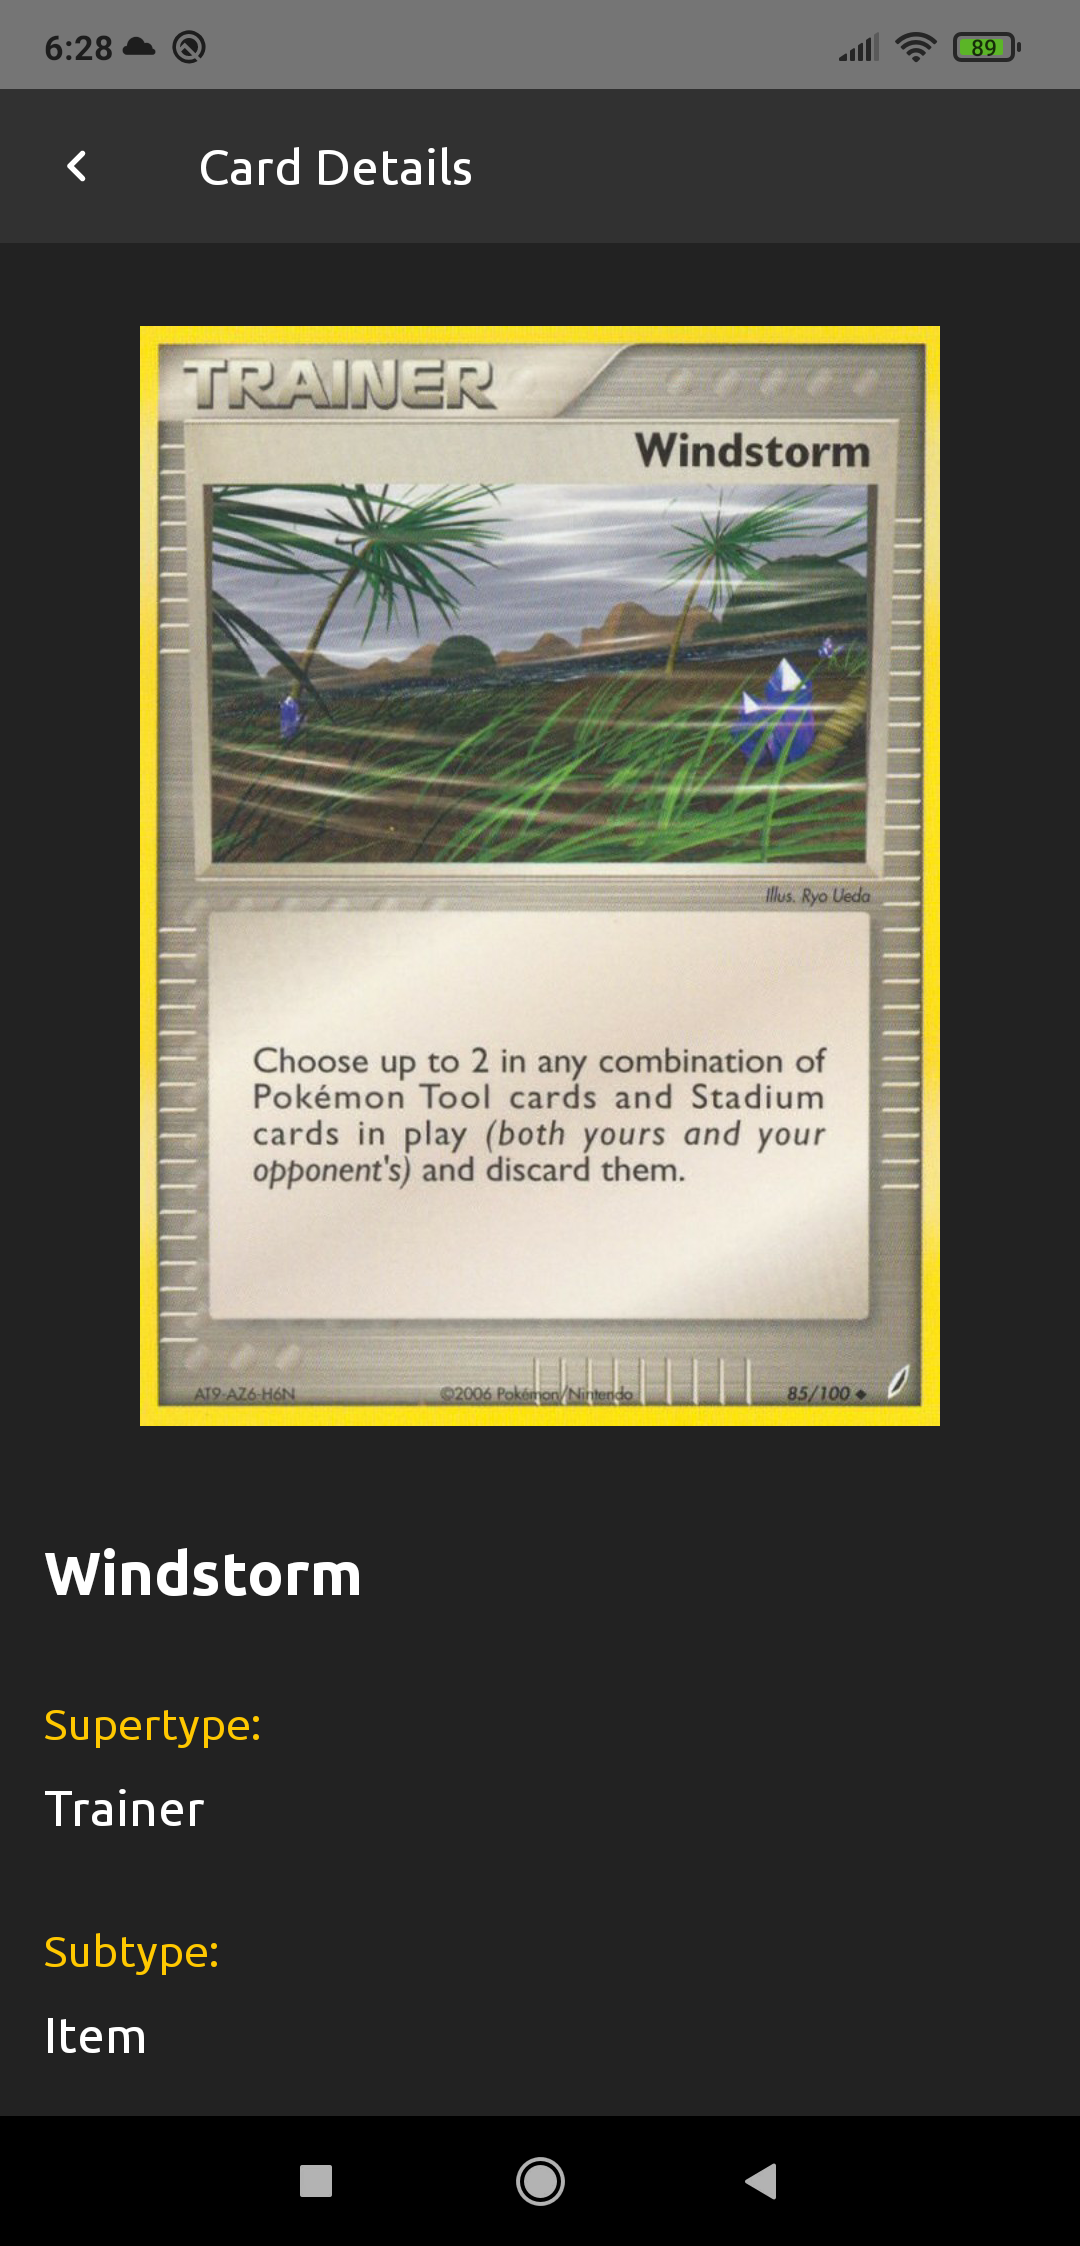 6:28
89
Card Details
TRAINER
Windstorm
Illus. Ryo Ueda
Choose up to 2 in any combination of
Pokémon Tool cards and Stadium
cards in play (both yours and your
opponent's) and discard them.
AT9-AZ6-H6N
©2006 Pokémon/Nintendo
85/100
Windstorm
Supertype:
Trainer
Subtype:
Item